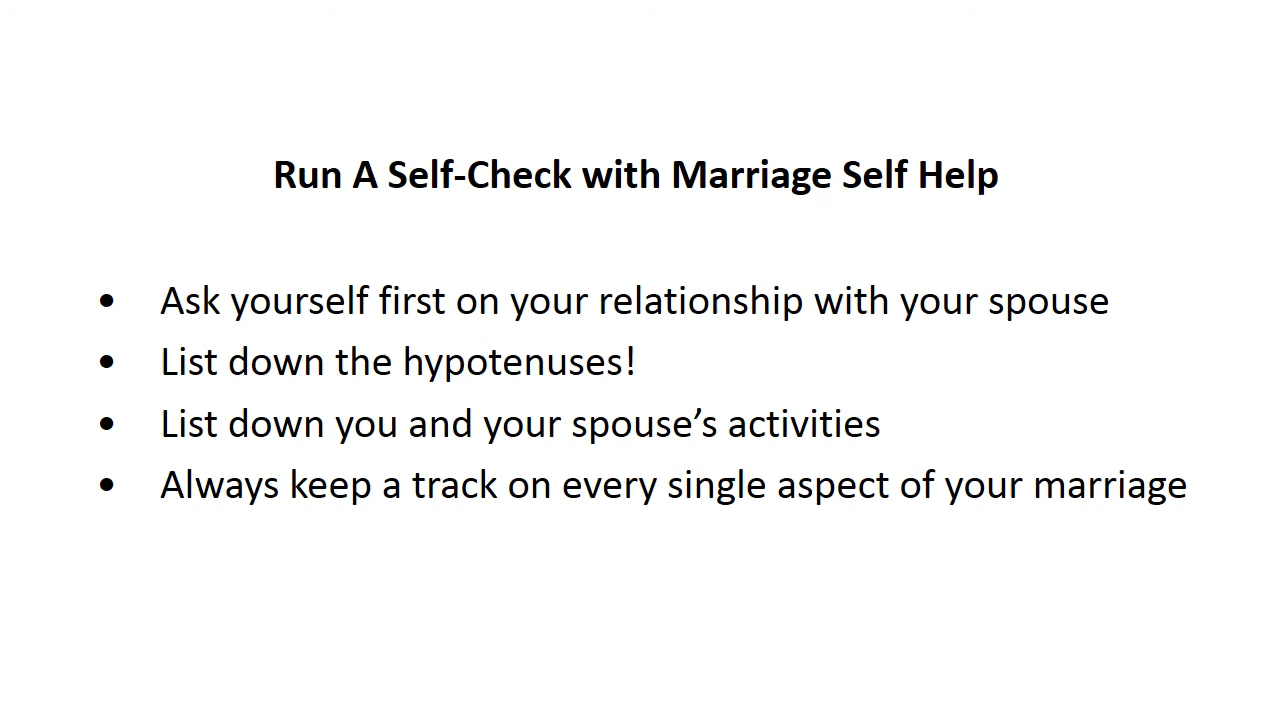 Run A Self-Check with Marriage Self Help
• Ask yourself first on your relationship with your spouse
• List down the hypotenuses!
• List down you and your spouse’s activities
• Always keep a track on every single aspect of your marriage